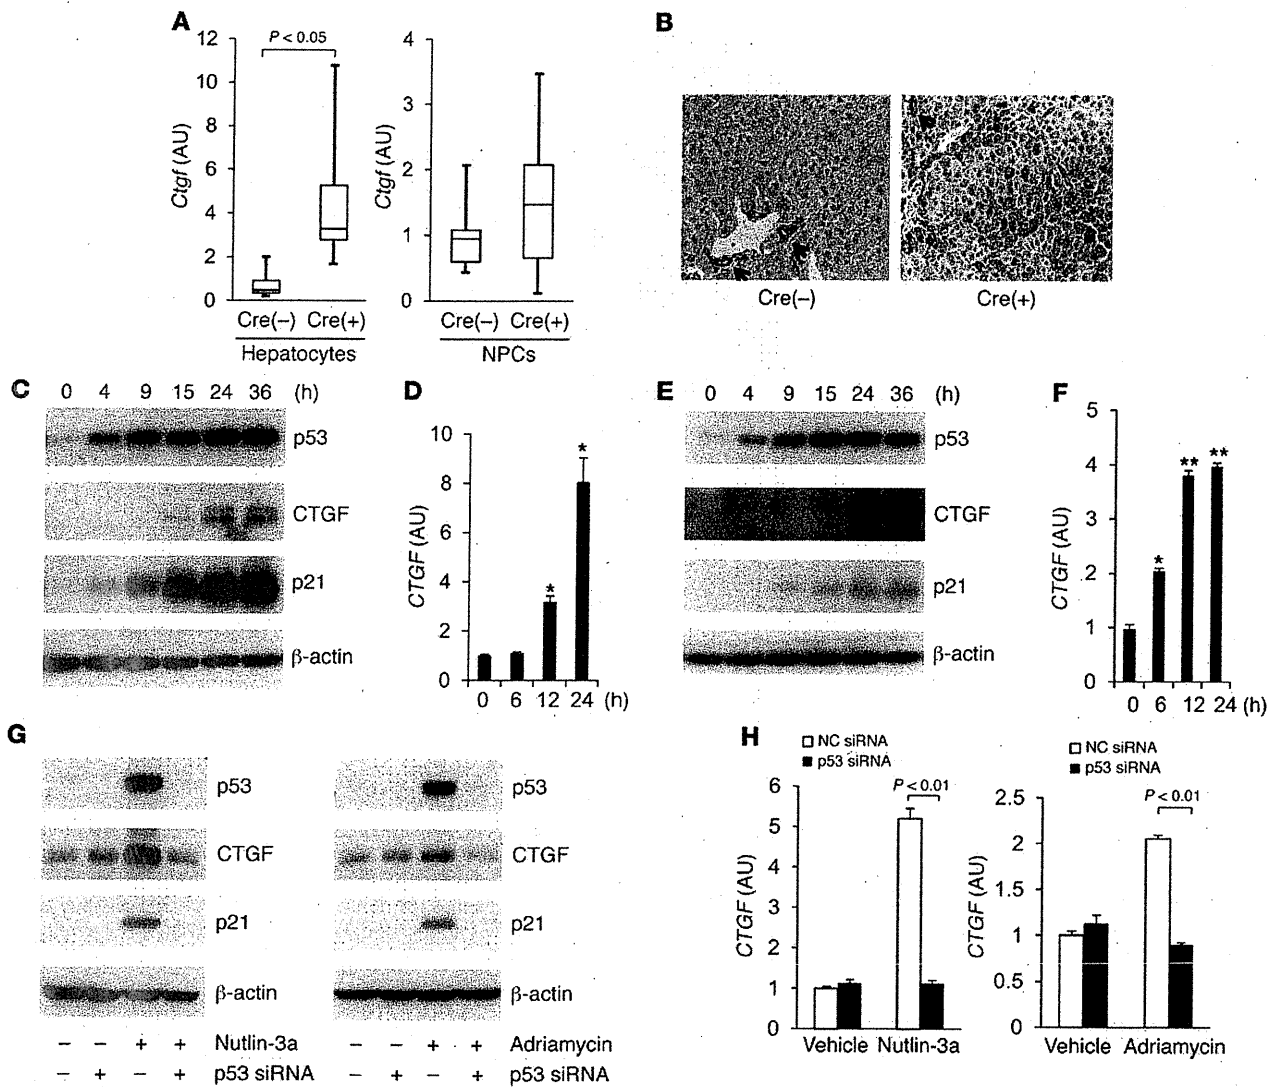 A
12
10
8
6
4
2
0
Ctgf (AU)
P < 0.05
Cre(–) Cre(+)
Hepatocytes
4
3
2
1
0
Ctgf (AU)
Cre(–) Cre(+)
NPCs
B
Cre(–)
Cre(+)
C
0 4 9 15 24 36 (h)
p53
CTGF
p21
β-actin
D
10
8
6
4
2
0
CTGF (AU)
*
*
0 6 12 24 (h)
E
0 4 9 15 24 36 (h)
p53
CTGF
p21
β-actin
F
5
4
3
2
1
0
CTGF (AU)
*
**
**
0 6 12 24 (h)
G
p53
CTGF
p21
β-actin
– – + + Nutlin-3a
– + – + p53 siRNA
p53
CTGF
p21
β-actin
– – + + Adriamycin
– + – + p53 siRNA
H
NC siRNA
p53 siRNA
6
5
4
3
2
1
0
CTGF (AU)
P < 0.01
Vehicle Nutlin-3a
NC siRNA
p53 siRNA
2.5
2
1.5
1
0.5
0
CTGF (AU)
P < 0.01
Vehicle Adriamycin